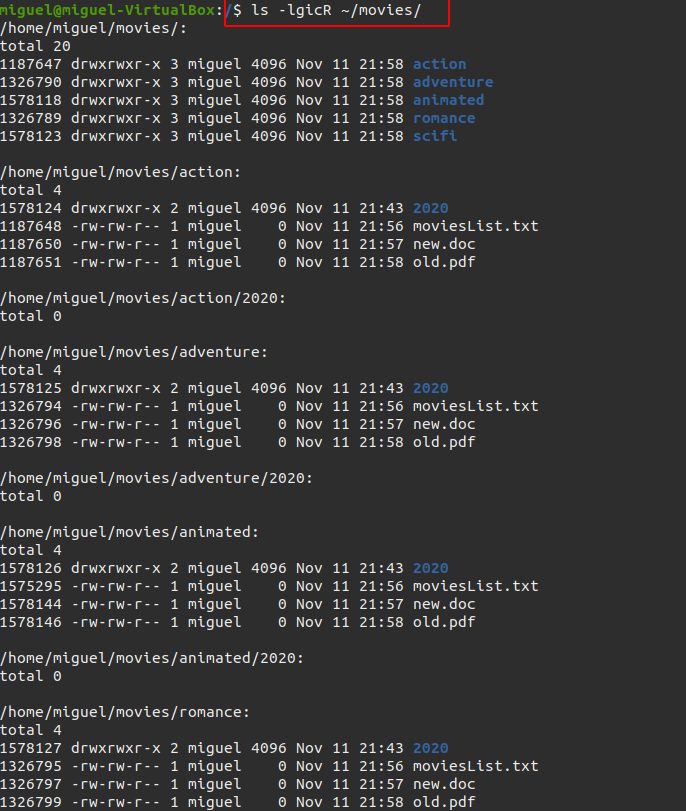 miguel@miguel-VirtualBox:/$ ls -lgicR ~/movies/
/home/miguel/movies/:
total 20
1187647 drwxrwxr-x 3 miguel 4096 Nov 11 21:58 action
1326790 drwxrwxr-x 3 miguel 4096 Nov 11 21:58 adventure
1578118 drwxrwxr-x 3 miguel 4096 Nov 11 21:58 animated
1326789 drwxrwxr-x 3 miguel 4096 Nov 11 21:58 romance
1578123 drwxrwxr-x 3 miguel 4096 Nov 11 21:58 scifi

/home/miguel/movies/action:
total 4
1578124 drwxrwxr-x 2 miguel 4096 Nov 11 21:43 2020
1187648 -rw-rw-r-- 1 miguel    0 Nov 11 21:56 moviesList.txt
1187650 -rw-rw-r-- 1 miguel    0 Nov 11 21:57 new.doc
1187651 -rw-rw-r-- 1 miguel    0 Nov 11 21:58 old.pdf

/home/miguel/movies/action/2020:
total 0

/home/miguel/movies/adventure:
total 4
1578125 drwxrwxr-x 2 miguel 4096 Nov 11 21:43 2020
1326794 -rw-rw-r-- 1 miguel    0 Nov 11 21:56 moviesList.txt
1326796 -rw-rw-r-- 1 miguel    0 Nov 11 21:57 new.doc
1326798 -rw-rw-r-- 1 miguel    0 Nov 11 21:58 old.pdf

/home/miguel/movies/adventure/2020:
total 0

/home/miguel/movies/animated:
total 4
1578126 drwxrwxr-x 2 miguel 4096 Nov 11 21:43 2020
1575295 -rw-rw-r-- 1 miguel    0 Nov 11 21:56 moviesList.txt
1578144 -rw-rw-r-- 1 miguel    0 Nov 11 21:57 new.doc
1578146 -rw-rw-r-- 1 miguel    0 Nov 11 21:58 old.pdf

/home/miguel/movies/animated/2020:
total 0

/home/miguel/movies/romance:
total 4
1578127 drwxrwxr-x 2 miguel 4096 Nov 11 21:43 2020
1326795 -rw-rw-r-- 1 miguel    0 Nov 11 21:56 moviesList.txt
1326797 -rw-rw-r-- 1 miguel    0 Nov 11 21:57 new.doc
1326799 -rw-rw-r-- 1 miguel    0 Nov 11 21:58 old.pdf